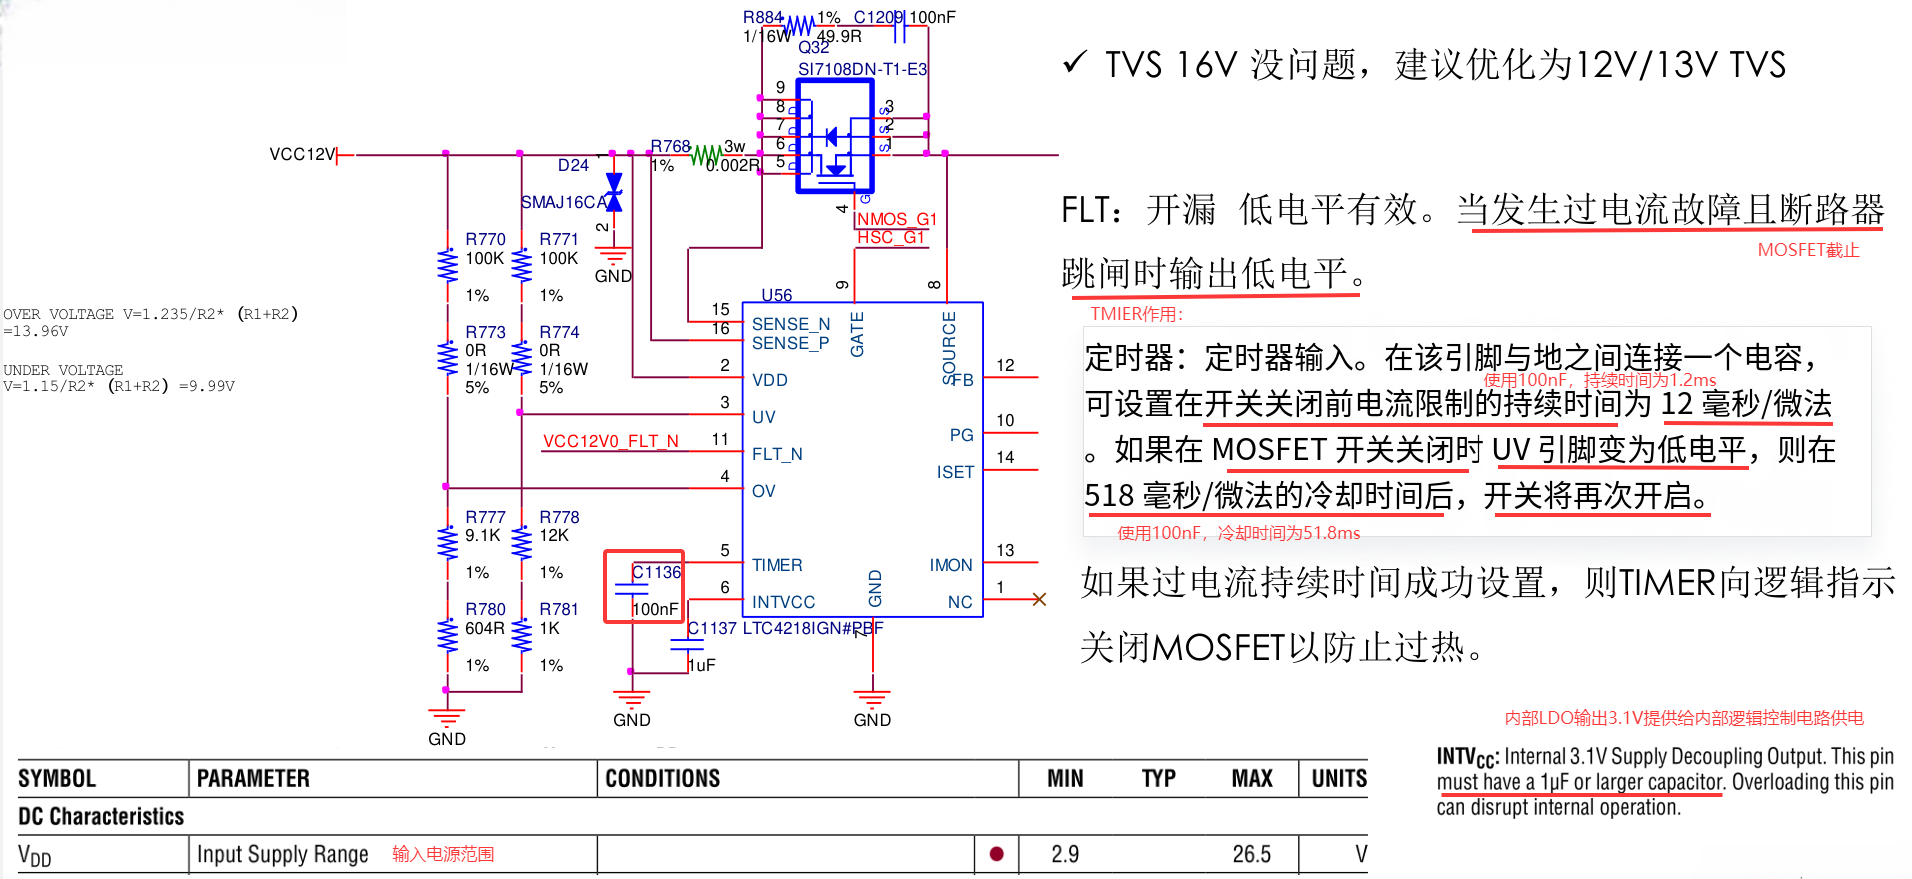 R884
1%
C1209
100nF
1/16W
49.9R
Q32
SI7108DN-T1-E3
9
8
7
6
5
D
D
D
D
3
2
1
S
S
S
4
G
VCC12V
D24
1
SMAJ16CA
2
GND
R768
3w
1%
0.002R
NMOS_G1
HSC_G1
R770
100K
1%
R771
100K
1%
R773
0R
1/16W
5%
R774
0R
1/16W
5%
OVER VOLTAGE V=1.235/R2* (R1+R2)
=13.96V
UNDER VOLTAGE
V=1.15/R2* (R1+R2) =9.99V
R777
9.1K
1%
R778
12K
1%
R780
604R
1%
R781
1K
1%
GND
VCC12V0_FLT_N
C1136
100nF
C1137
1uF
GND
U56
15 SENSE_N
16 SENSE_P
2 VDD
3 UV
11 FLT_N
4 OV
5 TIMER
6 INTVCC
9 GATE
8 SOURCE
12 FB
10 PG
14 ISET
13 IMON
1 NC
7 GND
LTC4218IGN#PBF
GND
✓ TVS 16V 没问题，建议优化为12V/13V TVS
FLT：开漏 低电平有效。当发生过电流故障且断路器
MOSFET截止
跳闸时输出低电平。
TMIER作用：
定时器：定时器输入。在该引脚与地之间连接一个电容，
使用100nF，持续时间为1.2ms
可设置在开关关闭前电流限制的持续时间为 12 毫秒/微法
。如果在 MOSFET 开关关闭时 UV 引脚变为低电平，则在
518 毫秒/微法的冷却时间后，开关将再次开启。
使用100nF，冷却时间为51.8ms
如果过电流持续时间成功设置，则TIMER向逻辑指示
关闭MOSFET以防止过热。
内部LDO输出3.1V提供给内部逻辑控制电路供电
INTVCC: Internal 3.1V Supply Decoupling Output. This pin
must have a 1µF or larger capacitor. Overloading this pin
can disrupt internal operation.
SYMBOL PARAMETER CONDITIONS MIN TYP MAX UNITS
DC Characteristics
VDD Input Supply Range 输入电源范围 ● 2.9 26.5 V